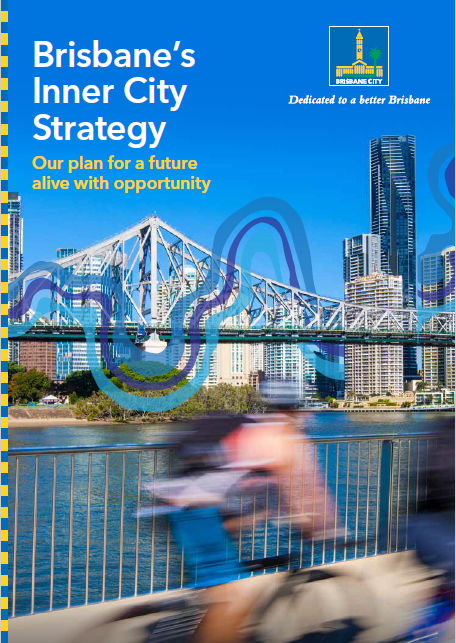 Brisbane's
Inner City
Strategy
Our plan for a future
alive with opportunity
BRISBANE CITY
Dedicated to a better Brisbane